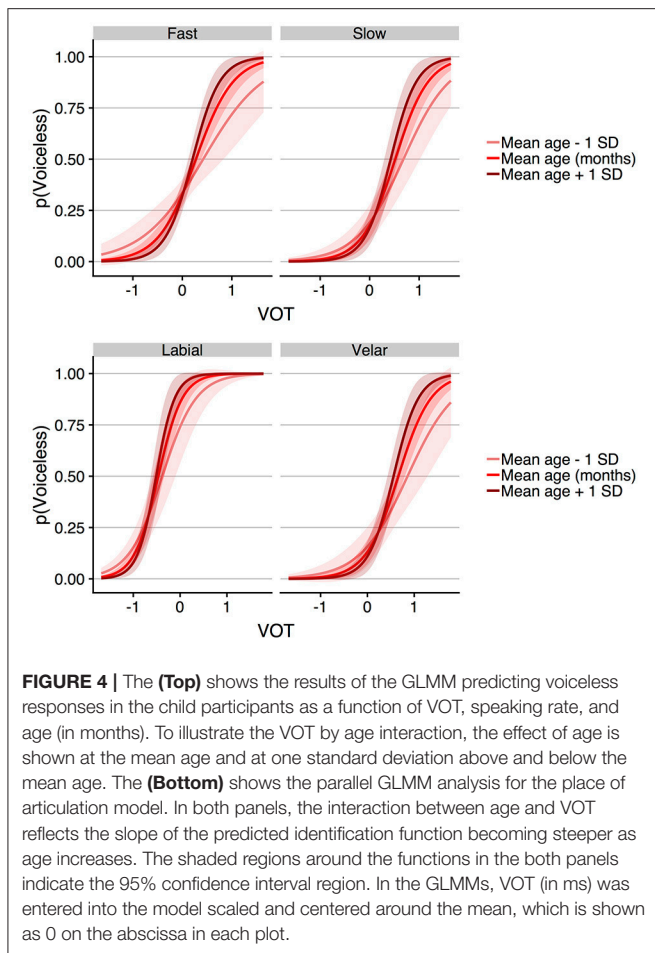 Fast Slow
1.00
0.75
0.50
0.25
0.00
p(Voiceless)
-1 0 1 -1 0 1
VOT
Mean age - 1 SD
Mean age (months)
Mean age + 1 SD
Labial Velar
1.00
0.75
0.50
0.25
0.00
p(Voiceless)
-1 0 1 -1 0 1
VOT
Mean age - 1 SD
Mean age (months)
Mean age + 1 SD
FIGURE 4 | The (Top) shows the results of the GLMM predicting voiceless
responses in the child participants as a function of VOT, speaking rate, and
age (in months). To illustrate the VOT by age interaction, the effect of age is
shown at the mean age and at one standard deviation above and below the
mean age. The (Bottom) shows the parallel GLMM analysis for the place of
articulation model. In both panels, the interaction between age and VOT
reflects the slope of the predicted identification function becoming steeper as
age increases. The shaded regions around the functions in the both panels
indicate the 95% confidence interval region. In the GLMMs, VOT (in ms) was
entered into the model scaled and centered around the mean, which is shown
as 0 on the abscissa in each plot.